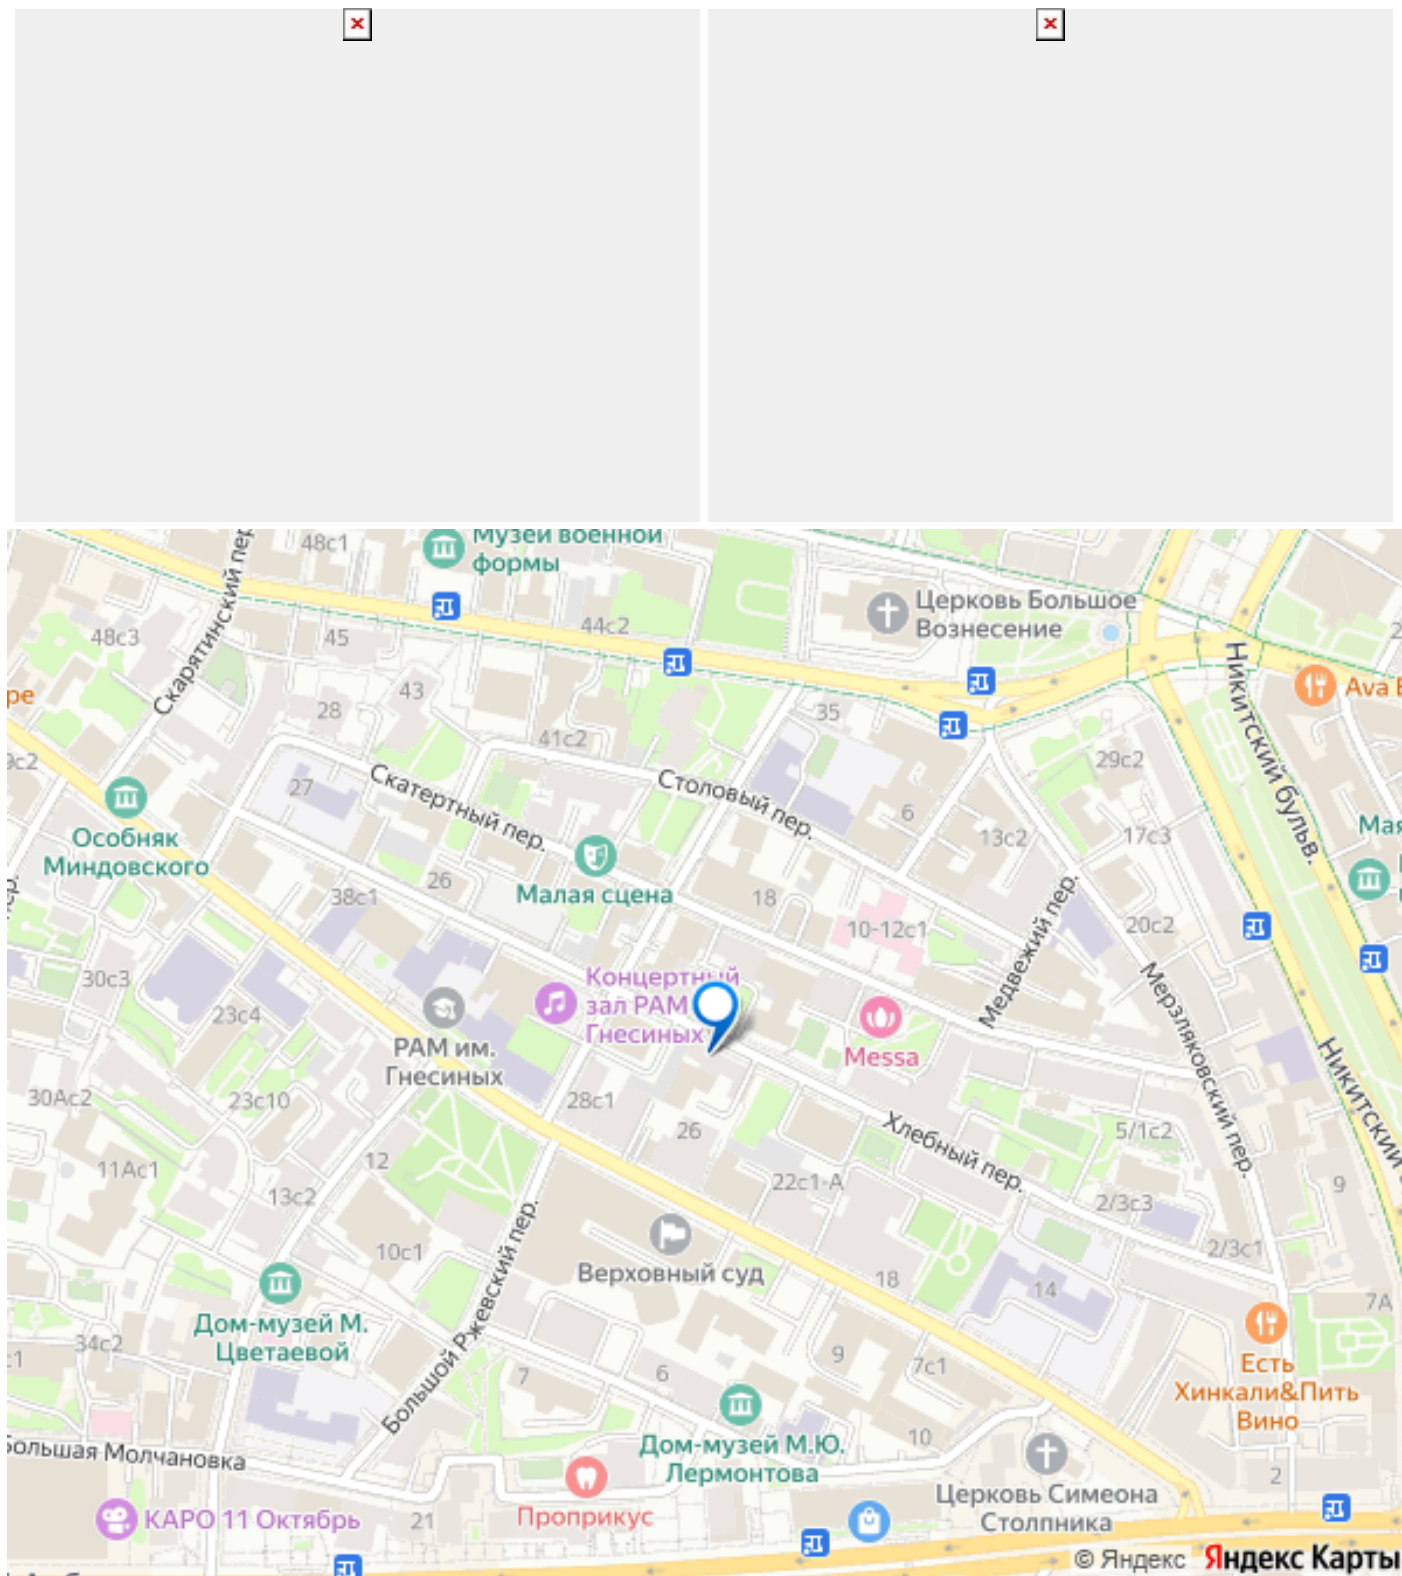 Музей военной
формы
48с1
Скарятинский пер.
48с3
45
44с2
Церковь Большое
Вознесение
Никитский бульв.
Ava
43
28
35
41с2
29с2
Скатертный пер.
Столовый пер.
27
6
13с2
17с3
Особняк
Миндовского
Малая сцена
26
38с1
18
10-12с1
Медвежий пер.
20с2
Мерзляковский пер.
30с3
23с4
Концертный
зал РАМ
Гнесиных
РАМ им.
Гнесиных
Messa
Никитский
30Ас2
23с10
28с1
26
Хлебный пер.
5/1с2
11Ас1
12
13с2
22с1-А
2/3с3
9
10с1
Большой Ржевский пер.
Верховный суд
18
2/3с1
14
7А
Дом-музей М.
Цветаевой
34с2
7
6
9
7с1
Есть
Хинкали&Пить
Вино
Дом-музей М.Ю.
Лермонтова
10
Большая Молчановка
Проприкус
Церковь Симеона
Столпника
2
КАРО 11 Октябрь
21
© Яндекс Яндекс Карты